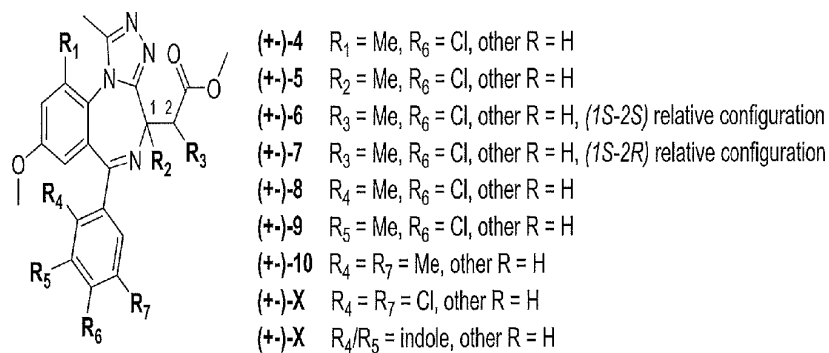 (+-)-4 R1 = Me, R6 = Cl, other R = H
(+-)-5 R2 = Me, R6 = Cl, other R = H
(+-)-6 R3 = Me, R6 = Cl, other R = H, (1S-2S) relative configuration
(+-)-7 R3 = Me, R6 = Cl, other R = H, (1S-2R) relative configuration
(+-)-8 R4 = Me, R6 = Cl, other R = H
(+-)-9 R5 = Me, R6 = Cl, other R = H
(+-)-10 R4 = R7 = Me, other R = H
(+-)-X R4 = R7 = Cl, other R = H
(+-)-X R4/R5 = indole, other R = H
N
N
R1
N
O
1
2
O
O
N
R2
R3
R4
R5
R6
R7